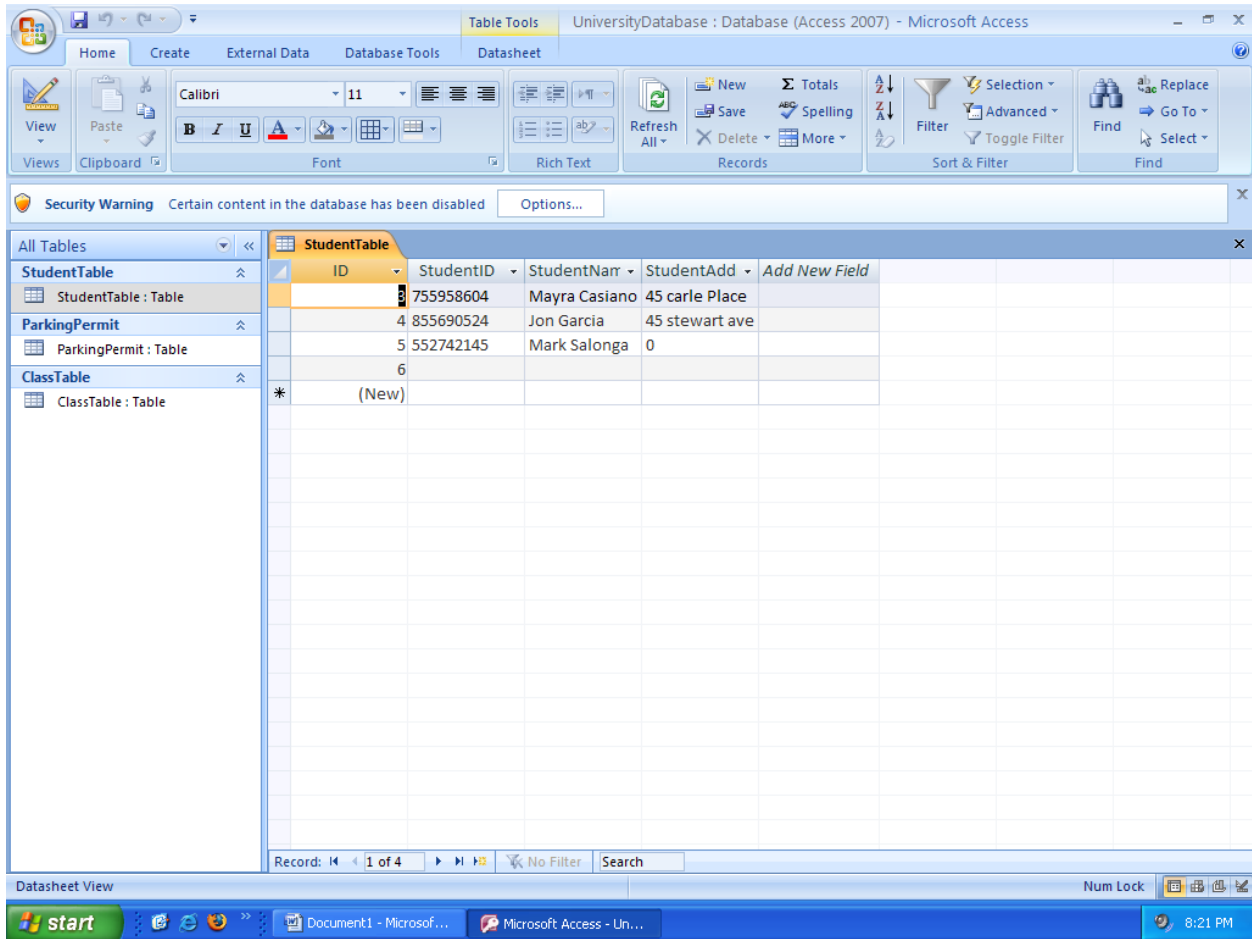 Table Tools UniversityDatabase : Database (Access 2007) - Microsoft Access
Home Create External Data Database Tools Datasheet
View
Views
Paste
Clipboard
Calibri 11
B I U A
Font
ab
Rich Text
Refresh All
New Σ Totals
Save ABC Spelling
Delete More
Records
A Z
Z A
Filter
Selection
Advanced
Toggle Filter
Sort & Filter
Find
Replace
Go To
Select
Find
Security Warning Certain content in the database has been disabled Options...
All Tables «
StudentTable
StudentTable : Table
ParkingPermit
ParkingPermit : Table
ClassTable
ClassTable : Table
StudentTable
ID StudentID StudentNam StudentAdd Add New Field
3 755958604 Mayra Casiano 45 carle Place
4 855690524 Jon Garcia 45 stewart ave
5 552742145 Mark Salonga 0
6
* (New)
Record: 1 of 4 No Filter Search
Datasheet View Num Lock
start » Document1 - Microsof... Microsoft Access - Un... 8:21 PM